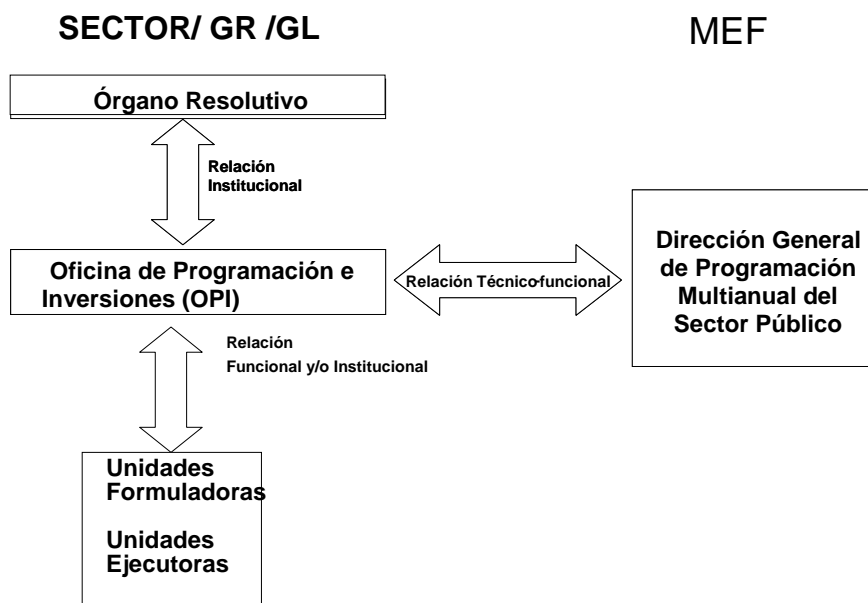 SECTOR/ GR /GL
MEF
Órgano Resolutivo
Relación
Institucional
Oficina de Programación e
Inversiones (OPI)
Relación Técnico-funcional
Dirección General
de Programación
Multianual del
Sector Público
Relación
Funcional y/o Institucional
Unidades
Formuladoras
Unidades
Ejecutoras